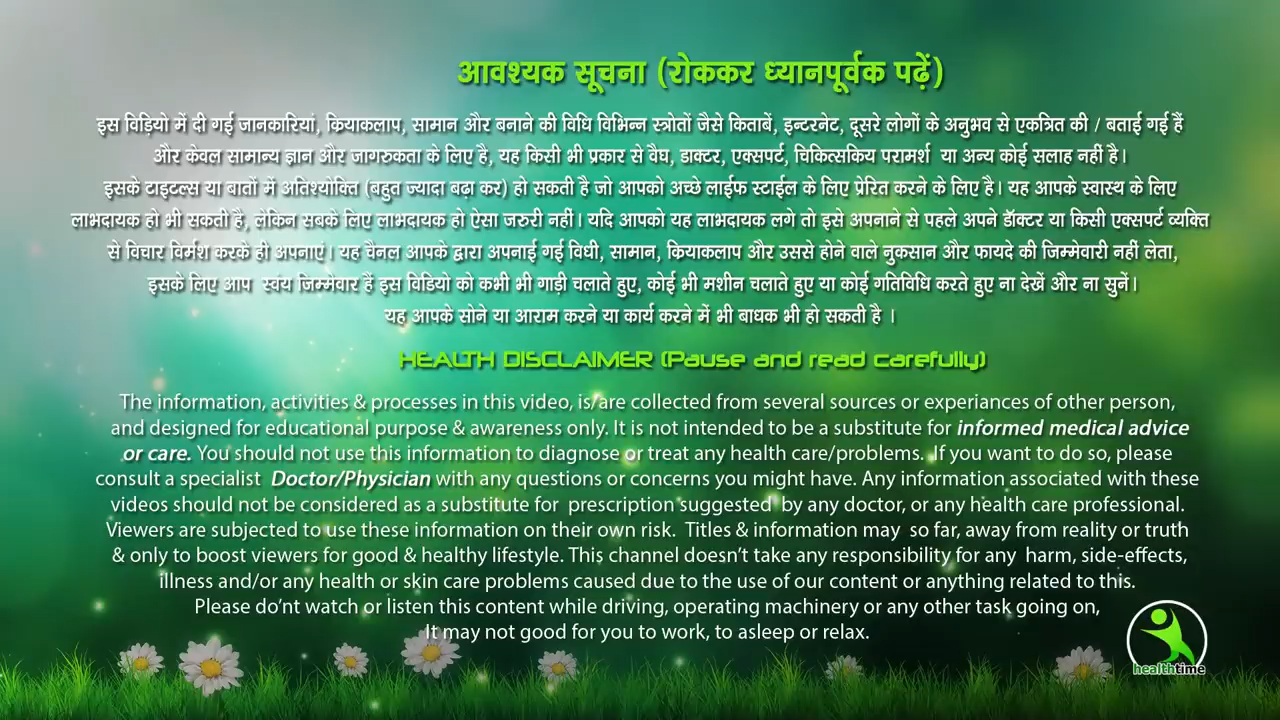 आवश्यक सूचना (रोककर ध्यानपूर्वक पढ़ें)
इस विड़ियो में दी गई जानकारियां, क्रियाकलाप, सामान और बनाने की विधि विभिन्न स्त्रोतों जैसे किताबें, इन्टरनेट, दूसरे लोगों के अनुभव से एकत्रित की / बताई गई हैं
और केवल सामान्य ज्ञान और जागरुकता के लिए है, यह किसी भी प्रकार से वैघ, डाक्टर, एक्सपर्ट, चिकित्सकिय परामर्श या अन्य कोई सलाह नहीं है।
इसके टाइटल्स या बातों में अतिश्योक्ति (बहुत ज्यादा बढ़ा कर) हो सकती है जो आपको अच्छे लाईफ स्टाईल के लिए प्रेरित करने के लिए है। यह आपके स्वास्थ के लिए
लाभदायक हो भी सकती है, लेकिन सबके लिए लाभदायक हो ऐसा जरुरी नहीं। यदि आपको यह लाभदायक लगे तो इसे अपनाने से पहले अपने डॉक्टर या किसी एक्सपर्ट व्यक्ति
से विचार विर्मश करके ही अपनाएं। यह चैनल आपके द्वारा अपनाई गई विधी, सामान, क्रियाकलाप और उससे होने वाले नुकसान और फायदे की जिम्मेवारी नहीं लेता,
इसके लिए आप स्वंय जिम्मेवार हैं इस विडियो को कभी भी गाड़ी चलाते हुए, कोई भी मशीन चलाते हुए या कोई गतिविधि करते हुए ना देखें और ना सुनें।
यह आपके सोने या आराम करने या कार्य करने में भी बाधक भी हो सकती है ।
HEALTH DISCLAIMER (Pause and read carefully)
The information, activities & processes in this video, is/are collected from several sources or experiances of other person,
and designed for educational purpose & awareness only. It is not intended to be a substitute for informed medical advice
or care. You should not use this information to diagnose or treat any health care/problems. If you want to do so, please
consult a specialist Doctor/Physician with any questions or concerns you might have. Any information associated with these
videos should not be considered as a substitute for prescription suggested by any doctor, or any health care professional.
Viewers are subjected to use these information on their own risk. Titles & information may so far, away from reality or truth
& only to boost viewers for good & healthy lifestyle. This channel doesn't take any responsibility for any harm, side-effects,
illness and/or any health or skin care problems caused due to the use of our content or anything related to this.
Please do'nt watch or listen this content while driving, operating machinery or any other task going on,
It may not good for you to work, to asleep or relax.
healthtime